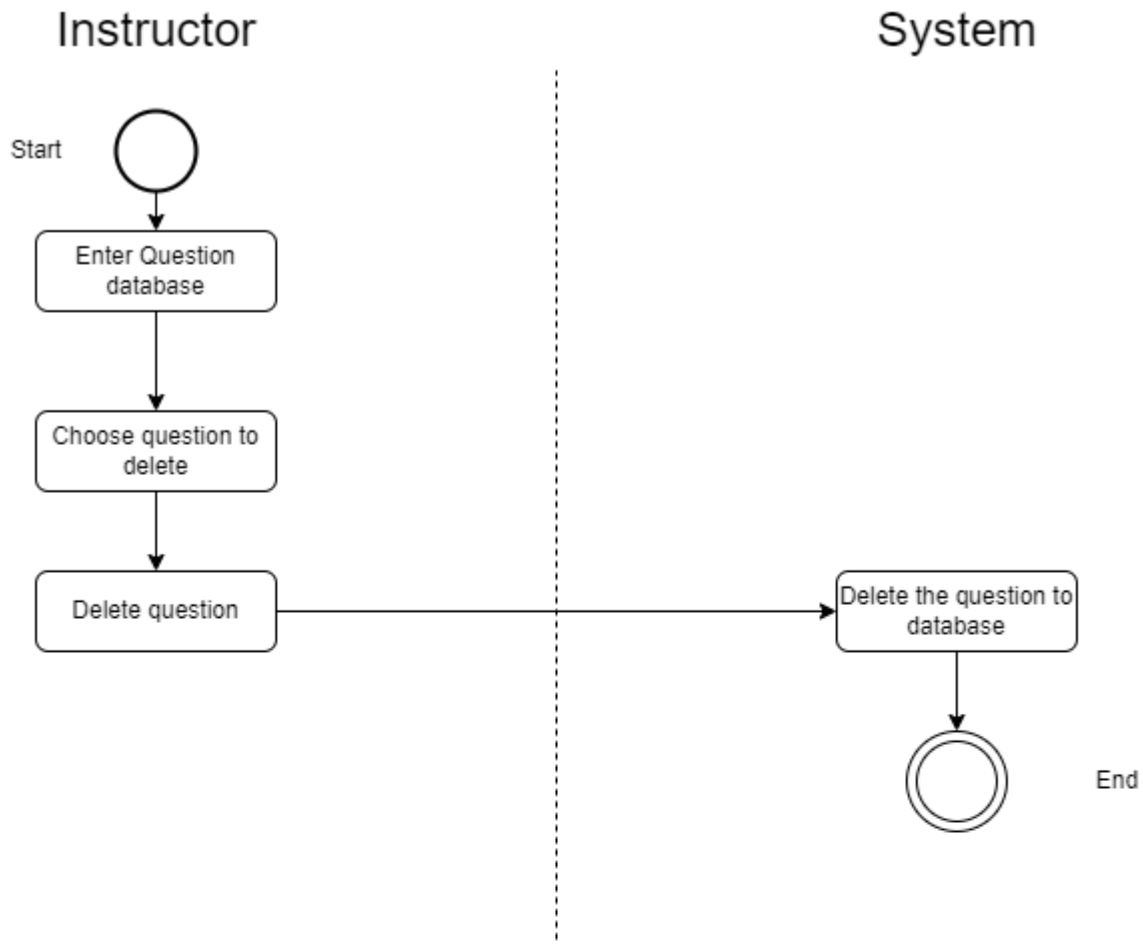 Instructor
System
Start
Enter Question
database
Choose question to
delete
Delete question
Delete the question to
database
End